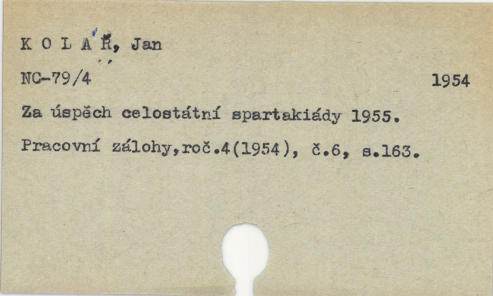 K O L Á Ř, Jan
NC-79/4 1954
Za úspěch celostátní spartakiády 1955.
Pracovní zálohy,roč.4(1954), č.6, s.163.